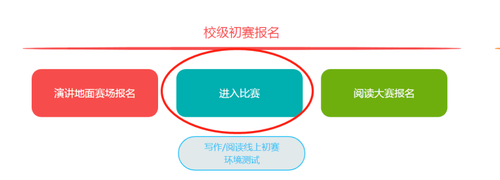 校级初赛报名
演讲地面赛场报名
进入比赛
阅读大赛报名
写作/阅读线上初赛
环境测试